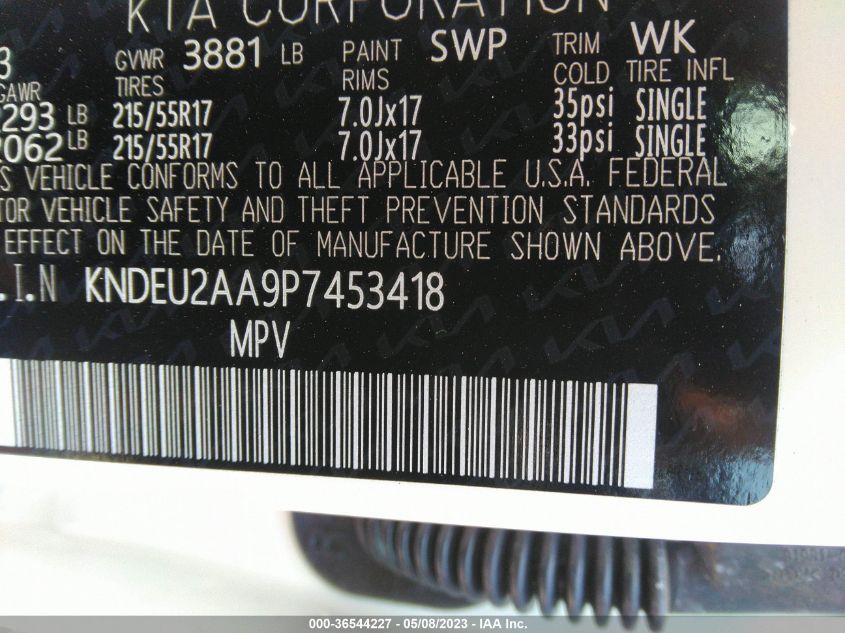 KIA CORPORATION
3 GVWR 3881 LB PAINT SWP TRIM WK
GAWR TIRES RIMS COLD TIRE INFL
2293 LB 215/55R17 7.0Jx17 35psi SINGLE
2062 LB 215/55R17 7.0Jx17 33psi SINGLE
S VEHICLE CONFORMS TO ALL APPLICABLE U.S.A. FEDERAL
TOR VEHICLE SAFETY AND THEFT PREVENTION STANDARDS
EFFECT ON THE DATE OF MANUFACTURE SHOWN ABOVE.
.I.N KNDEU2AA9P7453418
MPV
000-36544227 - 05/08/2023 - IAA Inc.